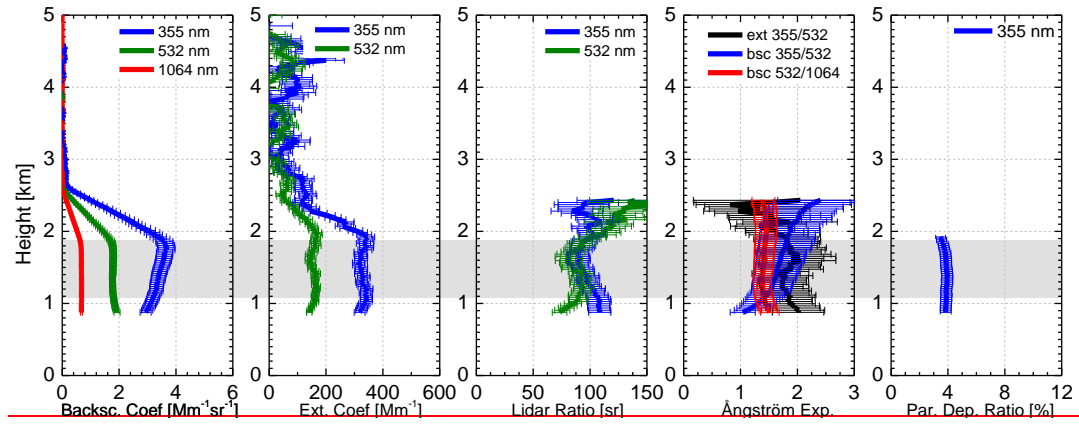 355 nm
532 nm
1064 nm
355 nm
532 nm
355 nm
532 nm
ext 355/532
bsc 355/532
bsc 532/1064
355 nm
Height [km]
5
4
3
2
1
0
5
4
3
2
1
0
5
4
3
2
1
0
5
4
3
2
1
0
5
4
3
2
1
0
0 2 4 6
0 200 400 600
0 50 100 150
0 1 2 3
0 4 8 12
Backsc. Coef [Mm⁻¹sr⁻¹]
Ext. Coef [Mm⁻¹]
Lidar Ratio [sr]
Ångström Exp.
Par. Dep. Ratio [%]